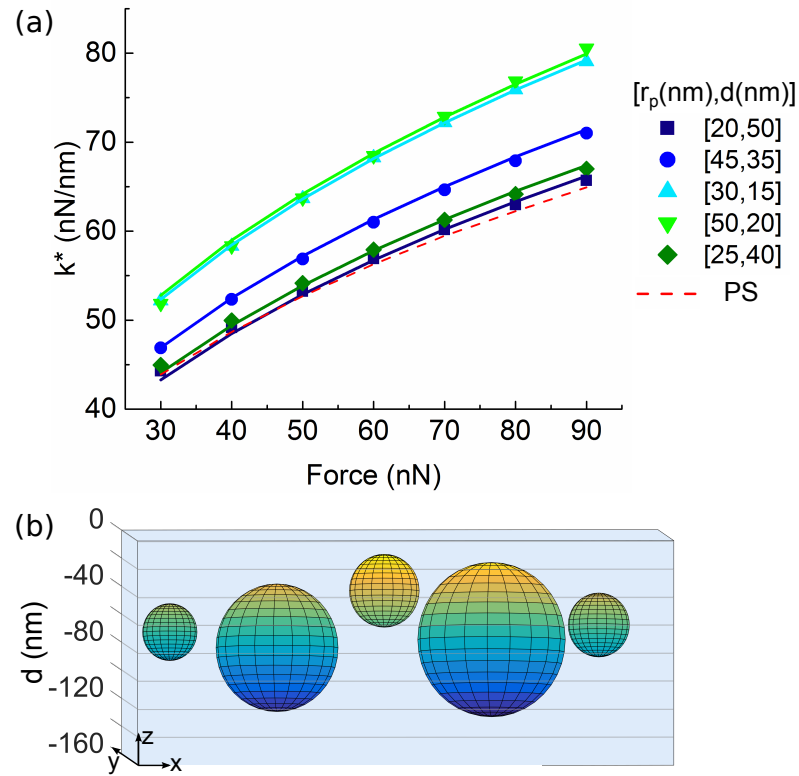 (a)
80
70
60
50
40
k* (nN/nm)
30 40 50 60 70 80 90
Force (nN)
[rₚ(nm),d(nm)]
[20,50]
[45,35]
[30,15]
[50,20]
[25,40]
PS
(b)
0
-40
-80
-120
-160
d (nm)
z
y x